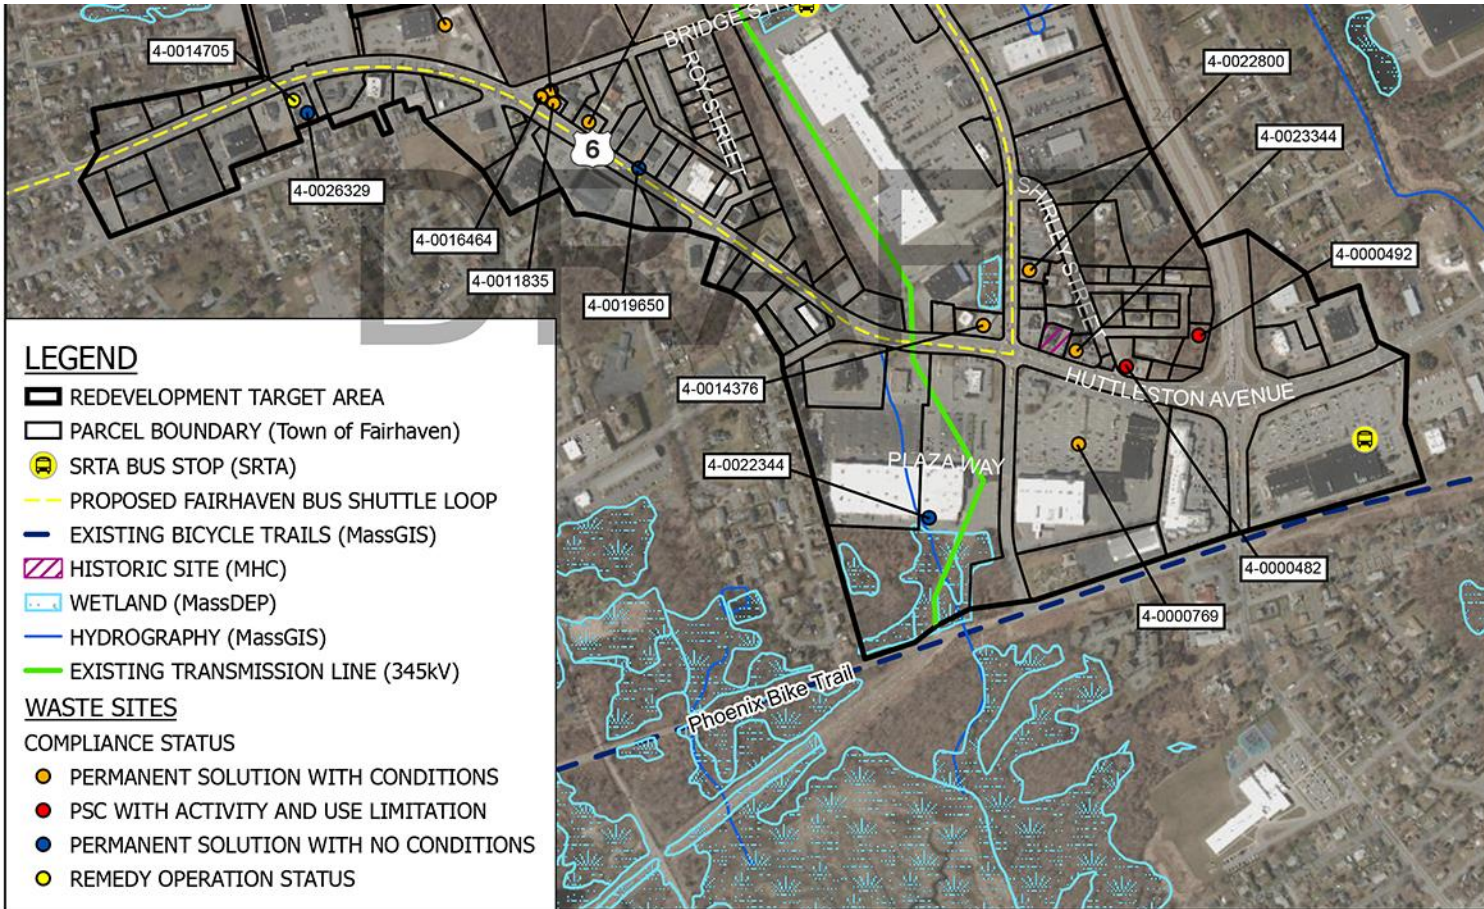 BRIDGE STR
4-0014705
4-0022800
240
4-0023344
ROY STREET
6
4-0026329
SHIRLEY STREET
4-0016464
4-0011835
4-0000492
4-0019650
DRAFT
4-0014376
HUTTLESTON AVENUE
4-0022344
PLAZA WAY
4-0000482
4-0000769
Phoenix Bike Trail
LEGEND
REDEVELOPMENT TARGET AREA
PARCEL BOUNDARY (Town of Fairhaven)
SRTA BUS STOP (SRTA)
PROPOSED FAIRHAVEN BUS SHUTTLE LOOP
EXISTING BICYCLE TRAILS (MassGIS)
HISTORIC SITE (MHC)
WETLAND (MassDEP)
HYDROGRAPHY (MassGIS)
EXISTING TRANSMISSION LINE (345kV)
WASTE SITES
COMPLIANCE STATUS
PERMANENT SOLUTION WITH CONDITIONS
PSC WITH ACTIVITY AND USE LIMITATION
PERMANENT SOLUTION WITH NO CONDITIONS
REMEDY OPERATION STATUS